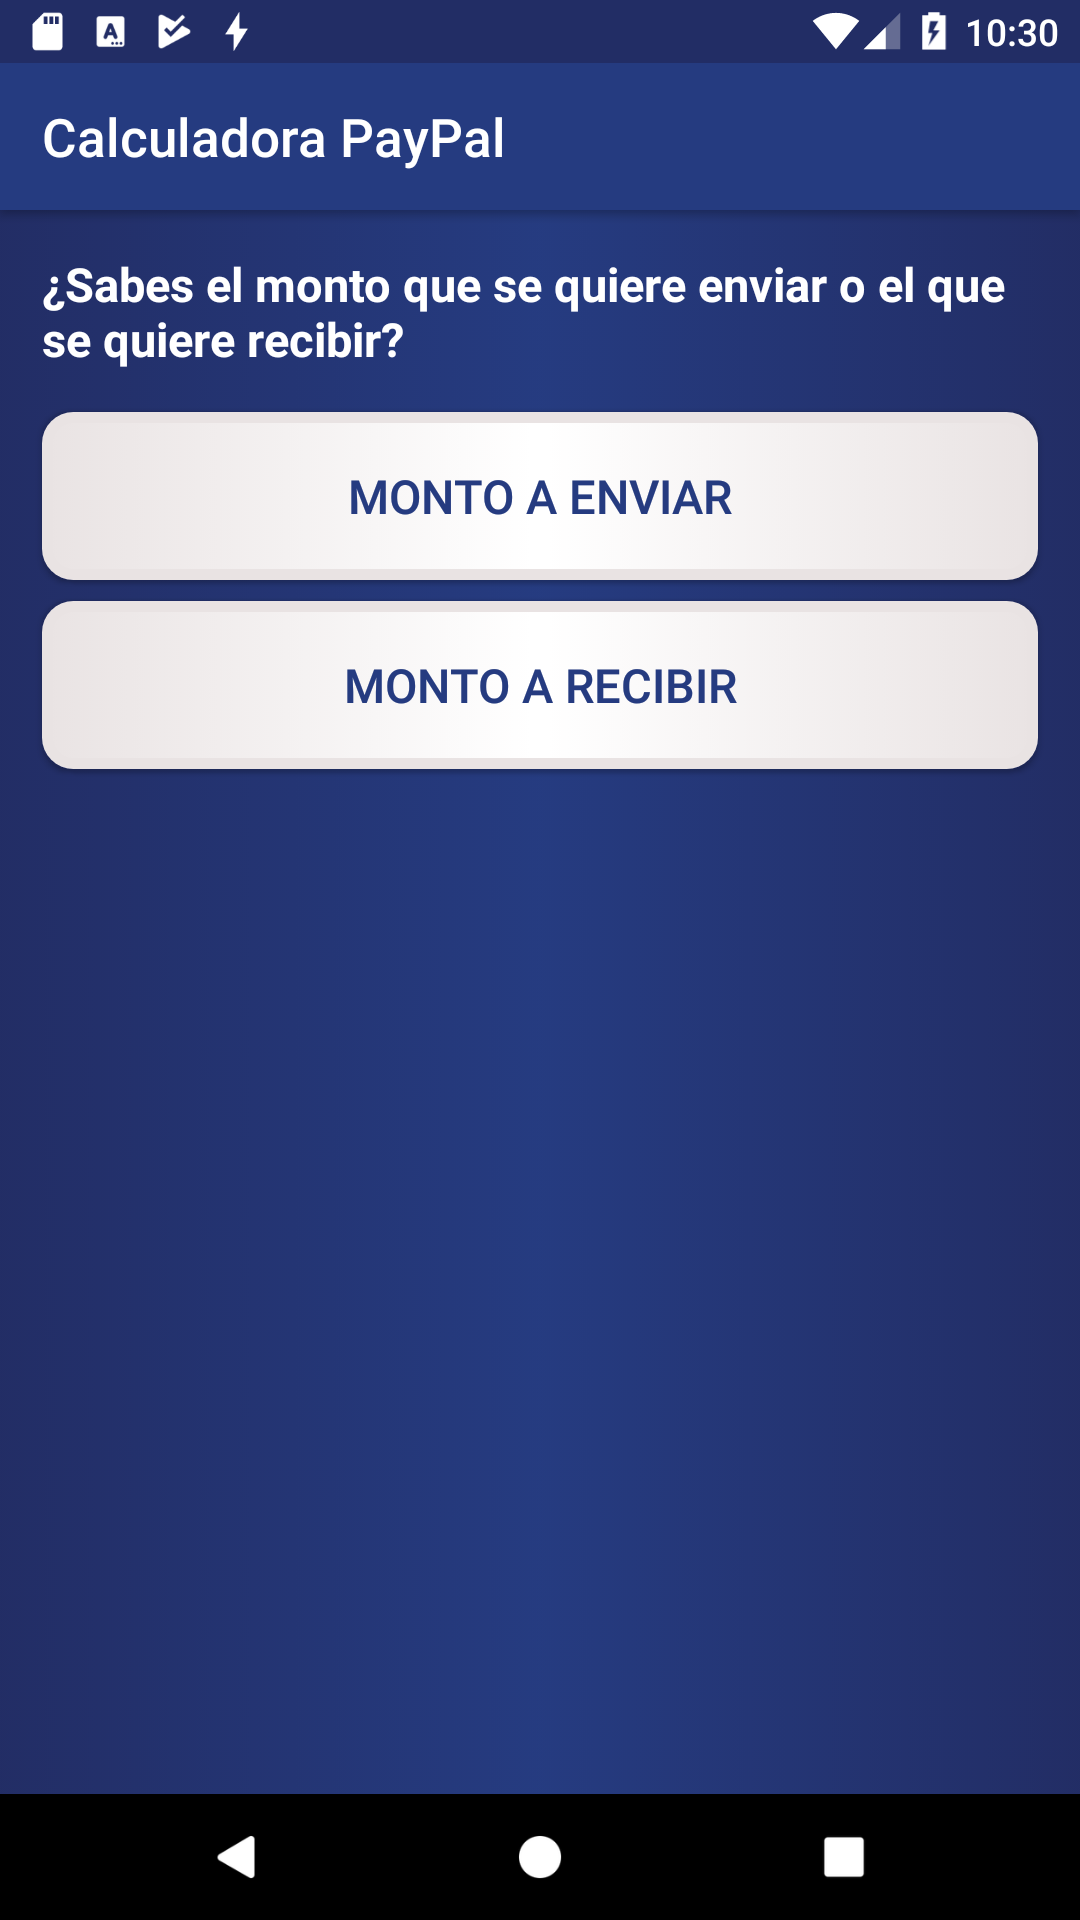 10:30
Calculadora PayPal
¿Sabes el monto que se quiere enviar o el que
se quiere recibir?
MONTO A ENVIAR
MONTO A RECIBIR